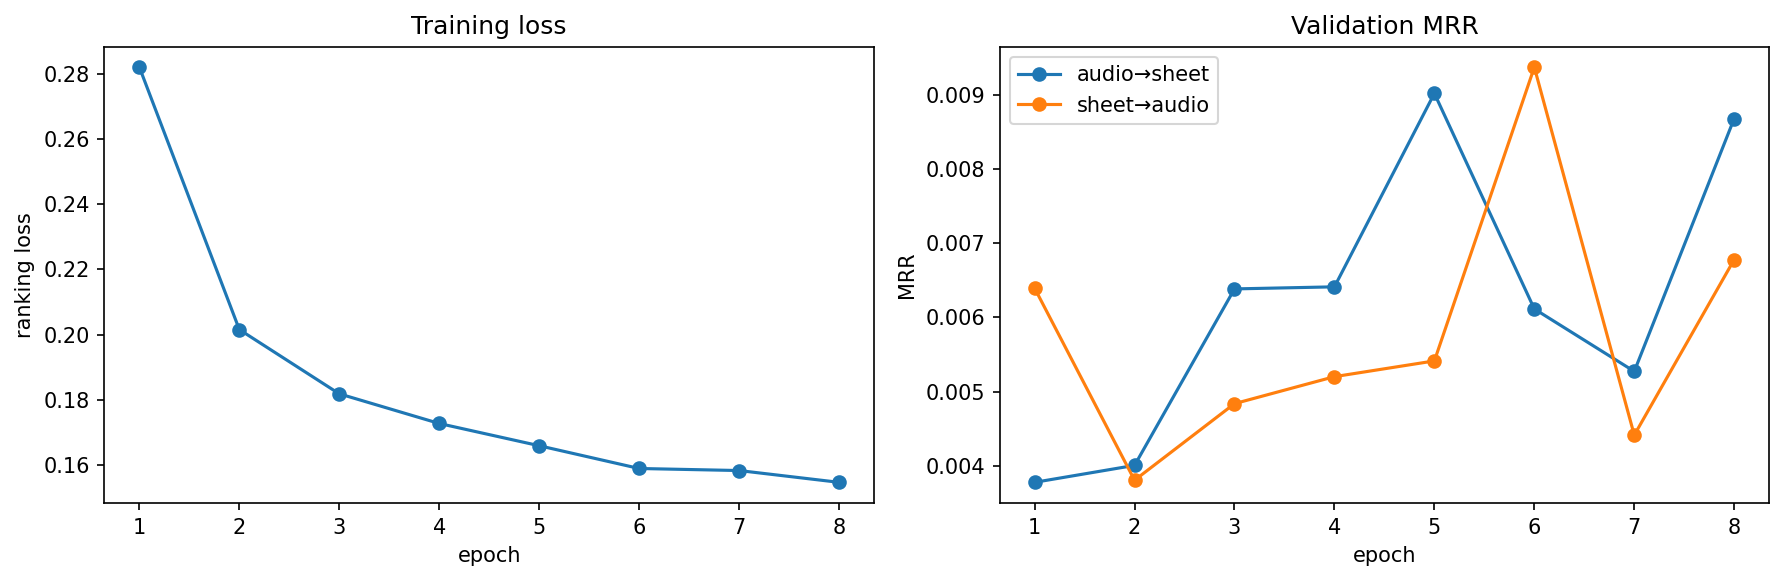 Training loss
ranking loss
0.28
0.26
0.24
0.22
0.20
0.18
0.16
1 2 3 4 5 6 7 8
epoch
Validation MRR
audio→sheet
sheet→audio
MRR
0.009
0.008
0.007
0.006
0.005
0.004
1 2 3 4 5 6 7 8
epoch